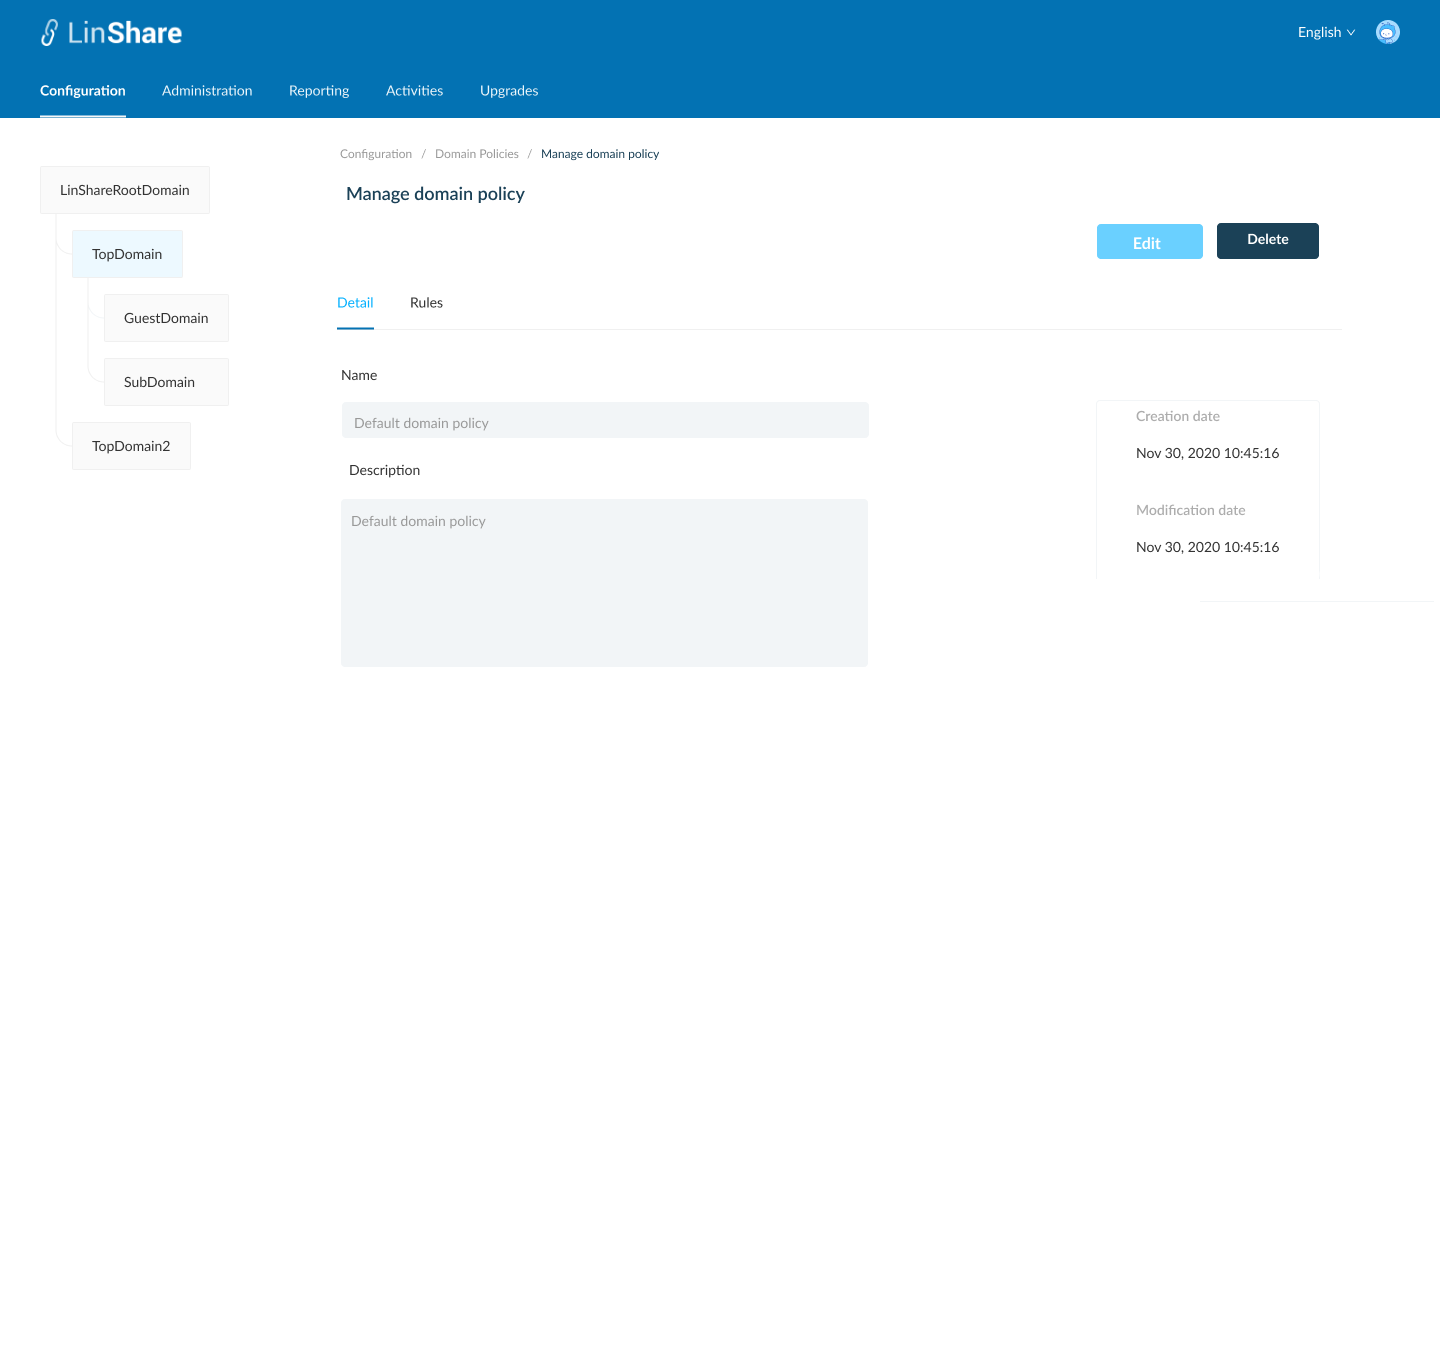 LinShare
English
Configuration Administration Reporting Activities Upgrades
LinShareRootDomain
TopDomain
GuestDomain
SubDomain
TopDomain2
Configuration / Domain Policies / Manage domain policy
Manage domain policy
Edit Delete
Detail Rules
Name
Default domain policy
Description
Default domain policy
Creation date
Nov 30, 2020 10:45:16
Modification date
Nov 30, 2020 10:45:16